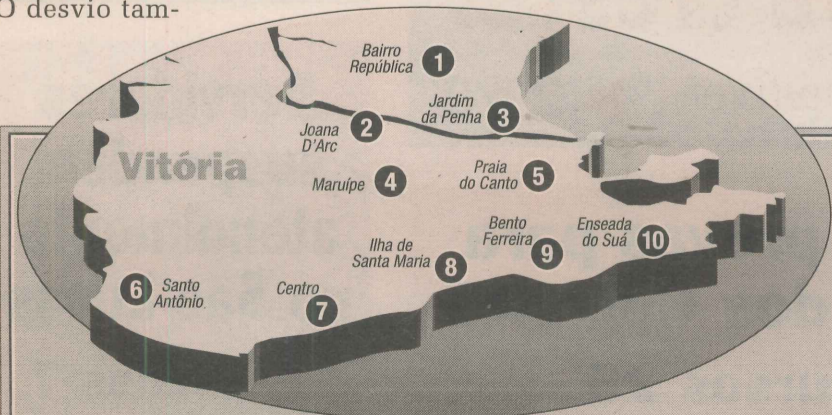 O desvio tam-
Bairro
República
1
Jardim
da Penha
3
Joana
D'Arc
2
Vitória
Maruípe
4
Praia
do Canto
5
Bento
Ferreira
9
Enseada
do Suá
10
Ilha de
Santa Maria
8
6
Santo
Antônio
Centro
7